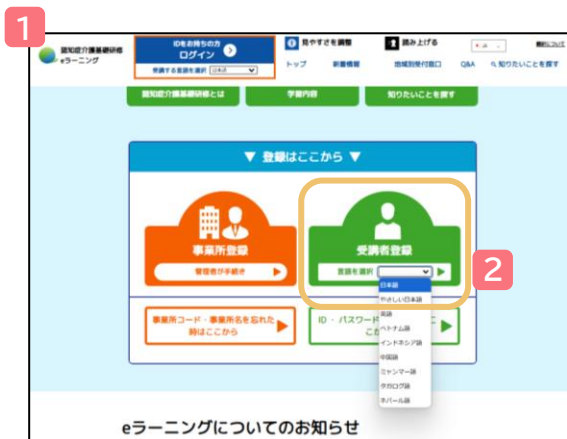 1
認知症介護基礎研修
eラーニング
IDをお持ちの方
ログイン
受講する言語を選択 日本語
見やすさを調整
読み上げる
規約について
トップ
新着情報
地域別受付窓口
Q&A
知りたいことを探す
認知症介護基礎研修とは
学習内容
知りたいことを探す
▼ 登録はここから ▼
事業所登録
管理者が手続き
受講者登録
言語を選択
2
日本語
やさしい日本語
英語
ベトナム語
インドネシア語
中国語
ミャンマー語
タガログ語
ネパール語
事業所コード・事業所名を忘れた
時はここから
ID・パスワード
eラーニングについてのお知らせ